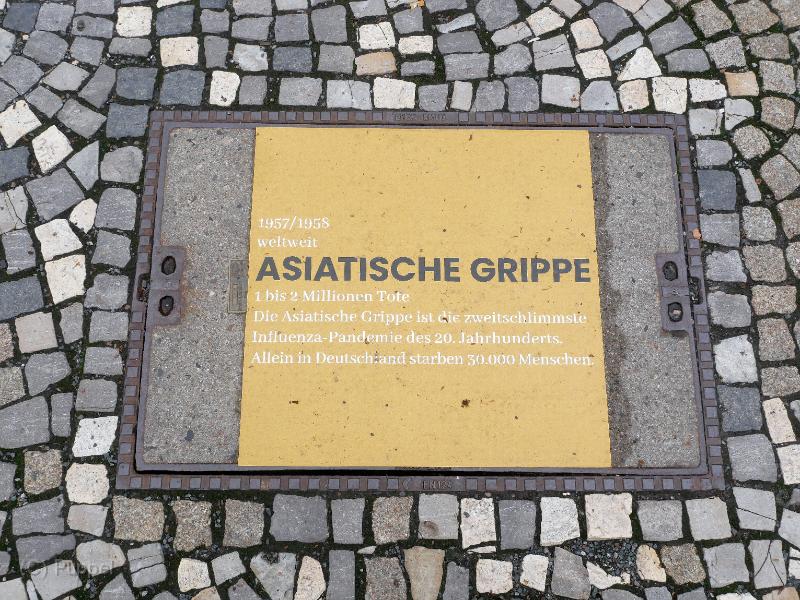 1957/1958
weltweit
ASIATISCHE GRIPPE
1 bis 2 Millionen Tote
Die Asiatische Grippe ist die zweitschlimmste
Influenza-Pandemie des 20. Jahrhunderts.
Allein in Deutschland starben 30.000 Menschen.